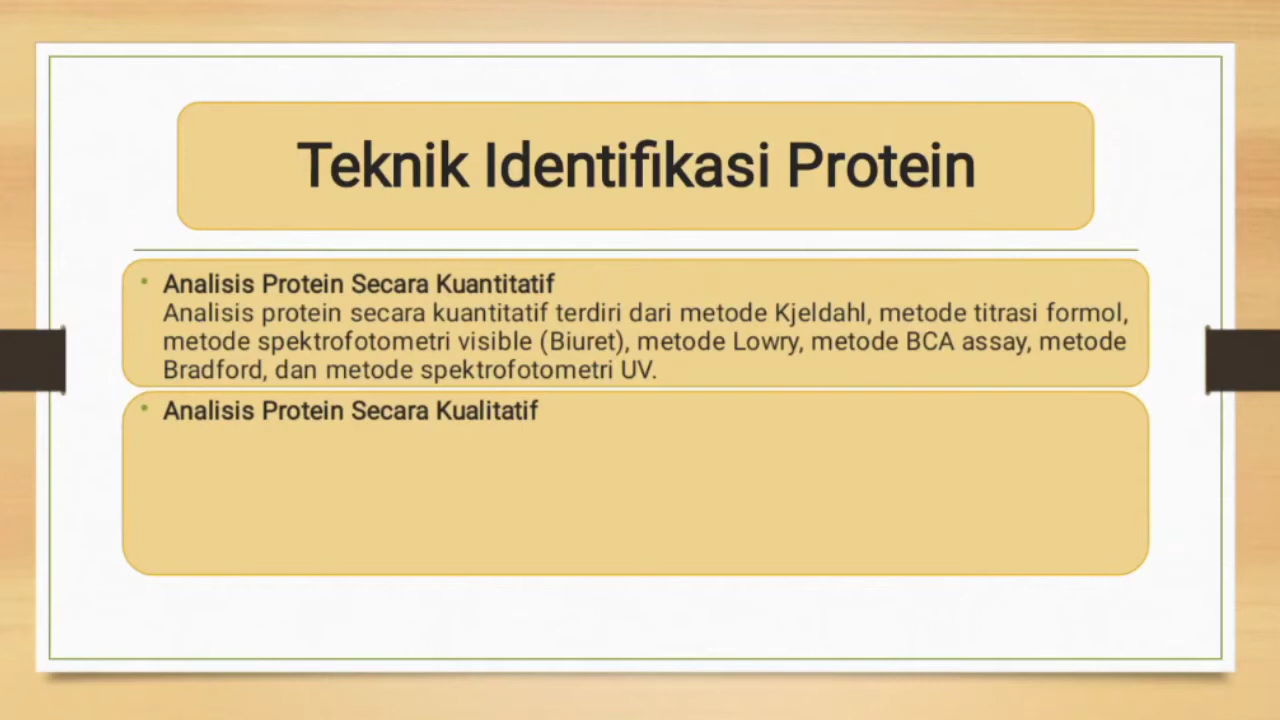 Teknik Identifikasi Protein
• Analisis Protein Secara Kuantitatif
Analisis protein secara kuantitatif terdiri dari metode Kjeldahl, metode titrasi formol,
metode spektrofotometri visible (Biuret), metode Lowry, metode BCA assay, metode
Bradford, dan metode spektrofotometri UV.
• Analisis Protein Secara Kualitatif